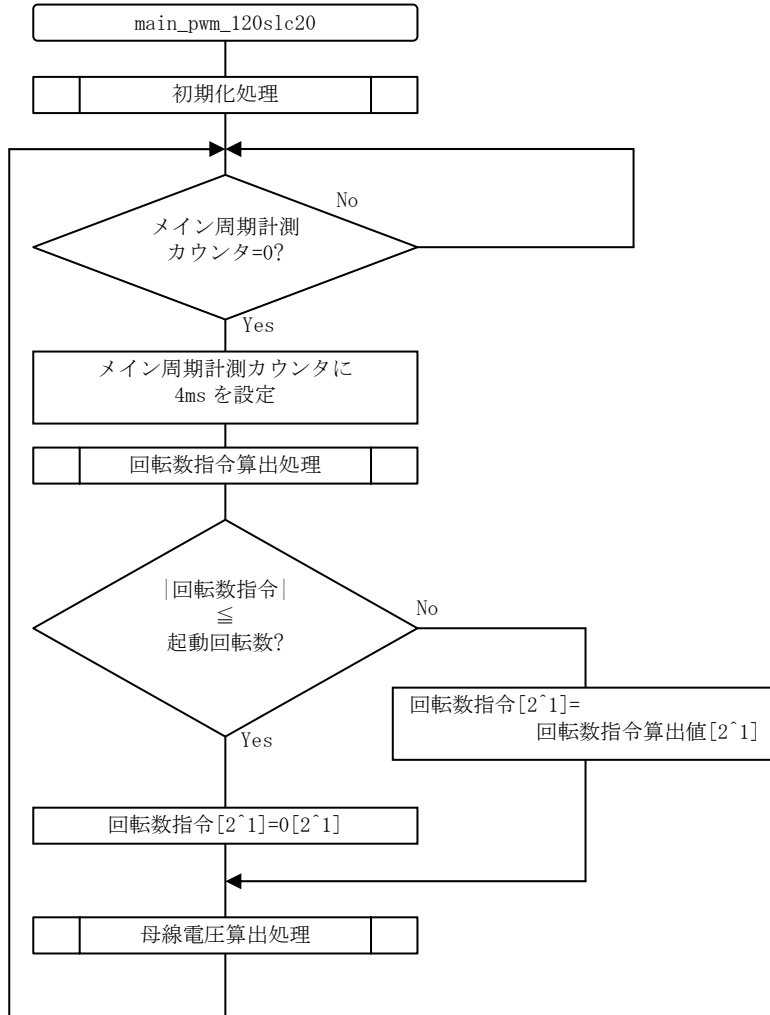 main_pwm_120slc20
初期化処理
No
メイン周期計測
カウンタ=0?
Yes
メイン周期計測カウンタに
4ms を設定
回転数指令算出処理
|回転数指令|
≦
起動回転数?
No
回転数指令[2^1]=
回転数指令算出値[2^1]
Yes
回転数指令[2^1]=0[2^1]
母線電圧算出処理